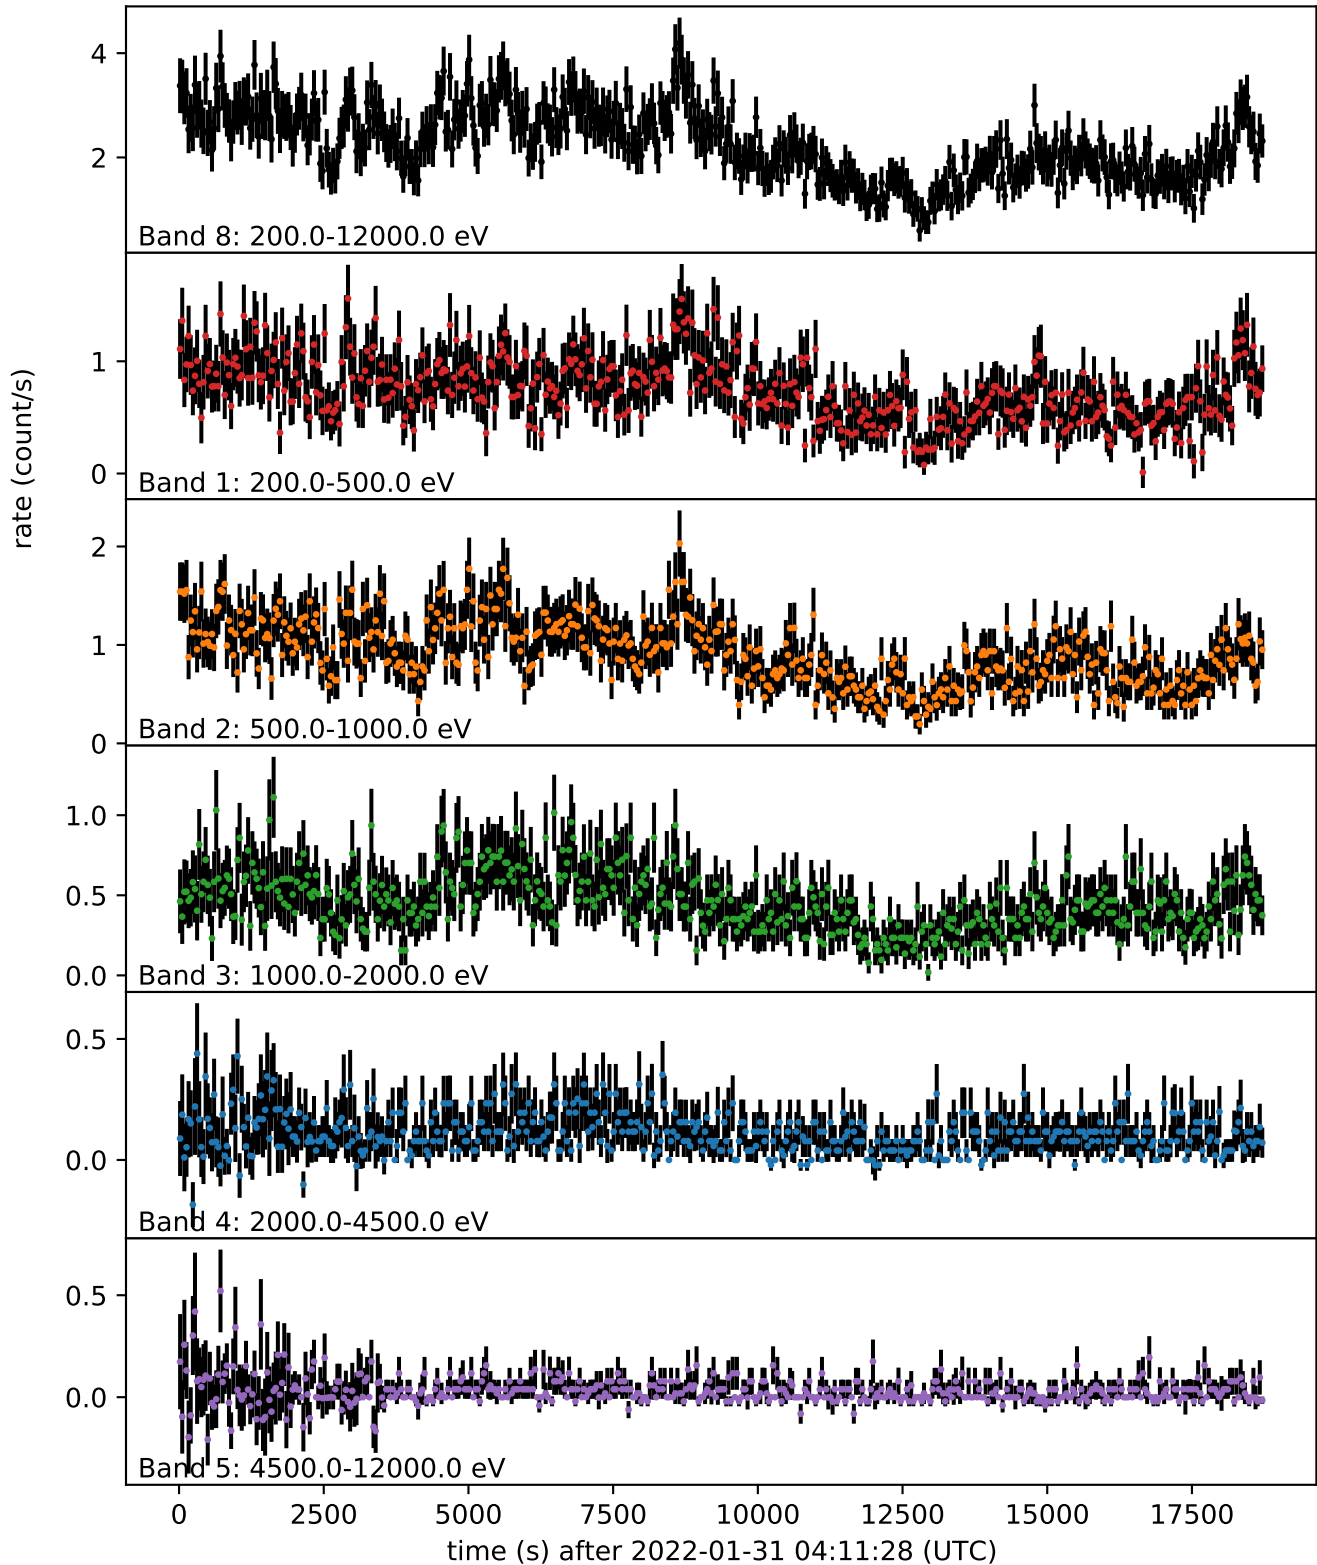 4
2
Band 8: 200.0-12000.0 eV
1
0
Band 1: 200.0-500.0 eV
rate (count/s)
2
1
0
Band 2: 500.0-1000.0 eV
1.0
0.5
0.0
Band 3: 1000.0-2000.0 eV
0.5
0.0
Band 4: 2000.0-4500.0 eV
0.5
0.0
Band 5: 4500.0-12000.0 eV
0 2500 5000 7500 10000 12500 15000 17500
time (s) after 2022-01-31 04:11:28 (UTC)